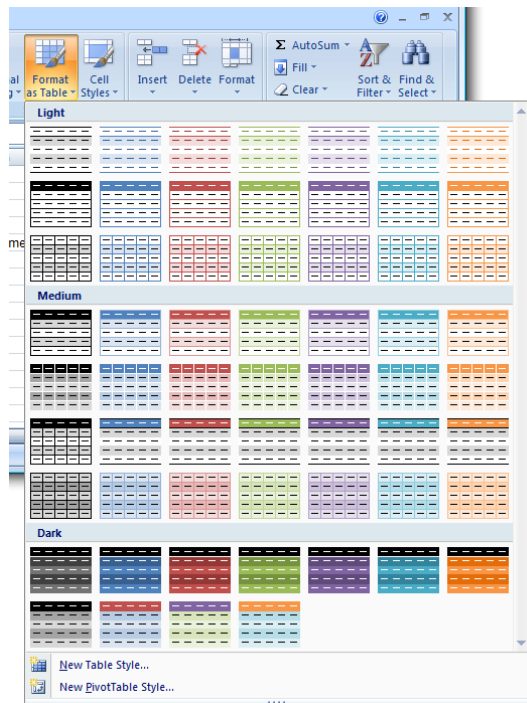 Σ AutoSum
Fill
Clear
al Format Cell Insert Delete Format Sort & Find &
g as Table Styles Filter Select
Light
me
Medium
Dark
New Table Style...
New PivotTable Style...